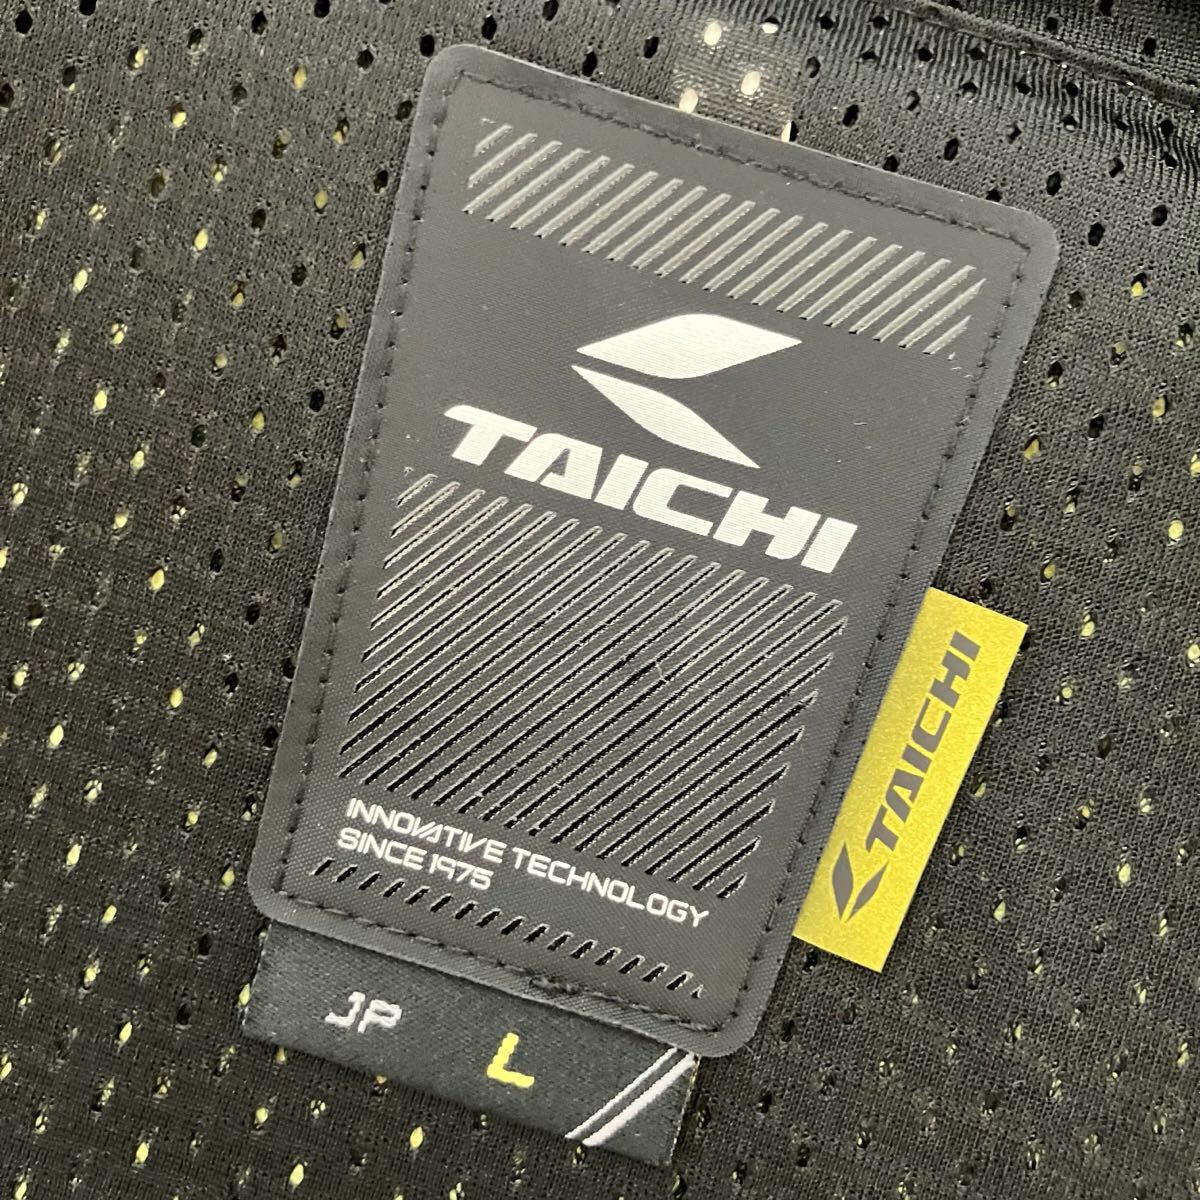 TAICHI
INNOVATIVE TECHNOLOGY
SINCE 1975
TAICHI
JP L